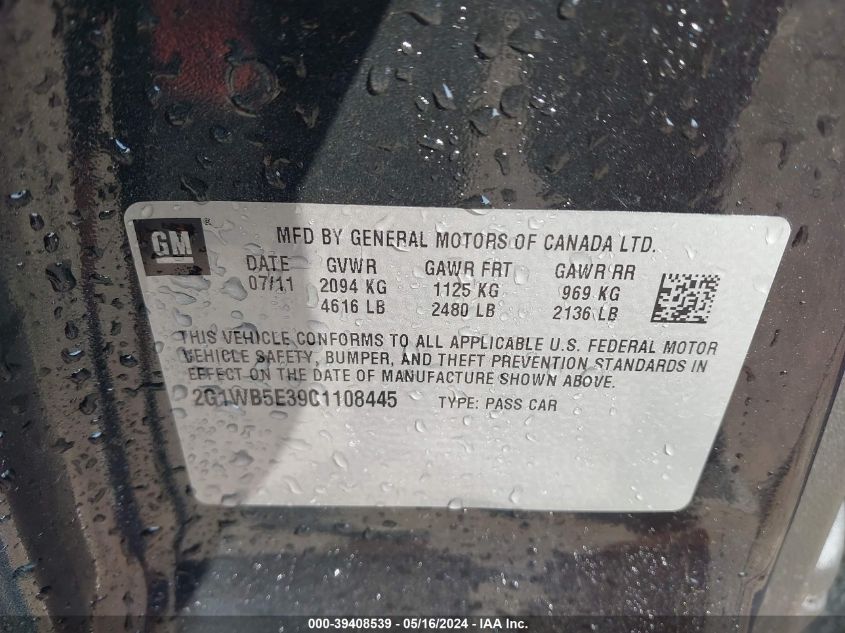 GM
MFD BY GENERAL MOTORS OF CANADA LTD.
DATE GVWR GAWR FRT GAWR RR
07/11 2094 KG 1125 KG 969 KG
4616 LB 2480 LB 2136 LB
THIS VEHICLE CONFORMS TO ALL APPLICABLE U.S. FEDERAL MOTOR
VEHICLE SAFETY, BUMPER, AND THEFT PREVENTION STANDARDS IN
EFFECT ON THE DATE OF MANUFACTURE SHOWN ABOVE.
2G1WB5E39C1108445 TYPE: PASS CAR
000-39408539 - 05/16/2024 - IAA Inc.